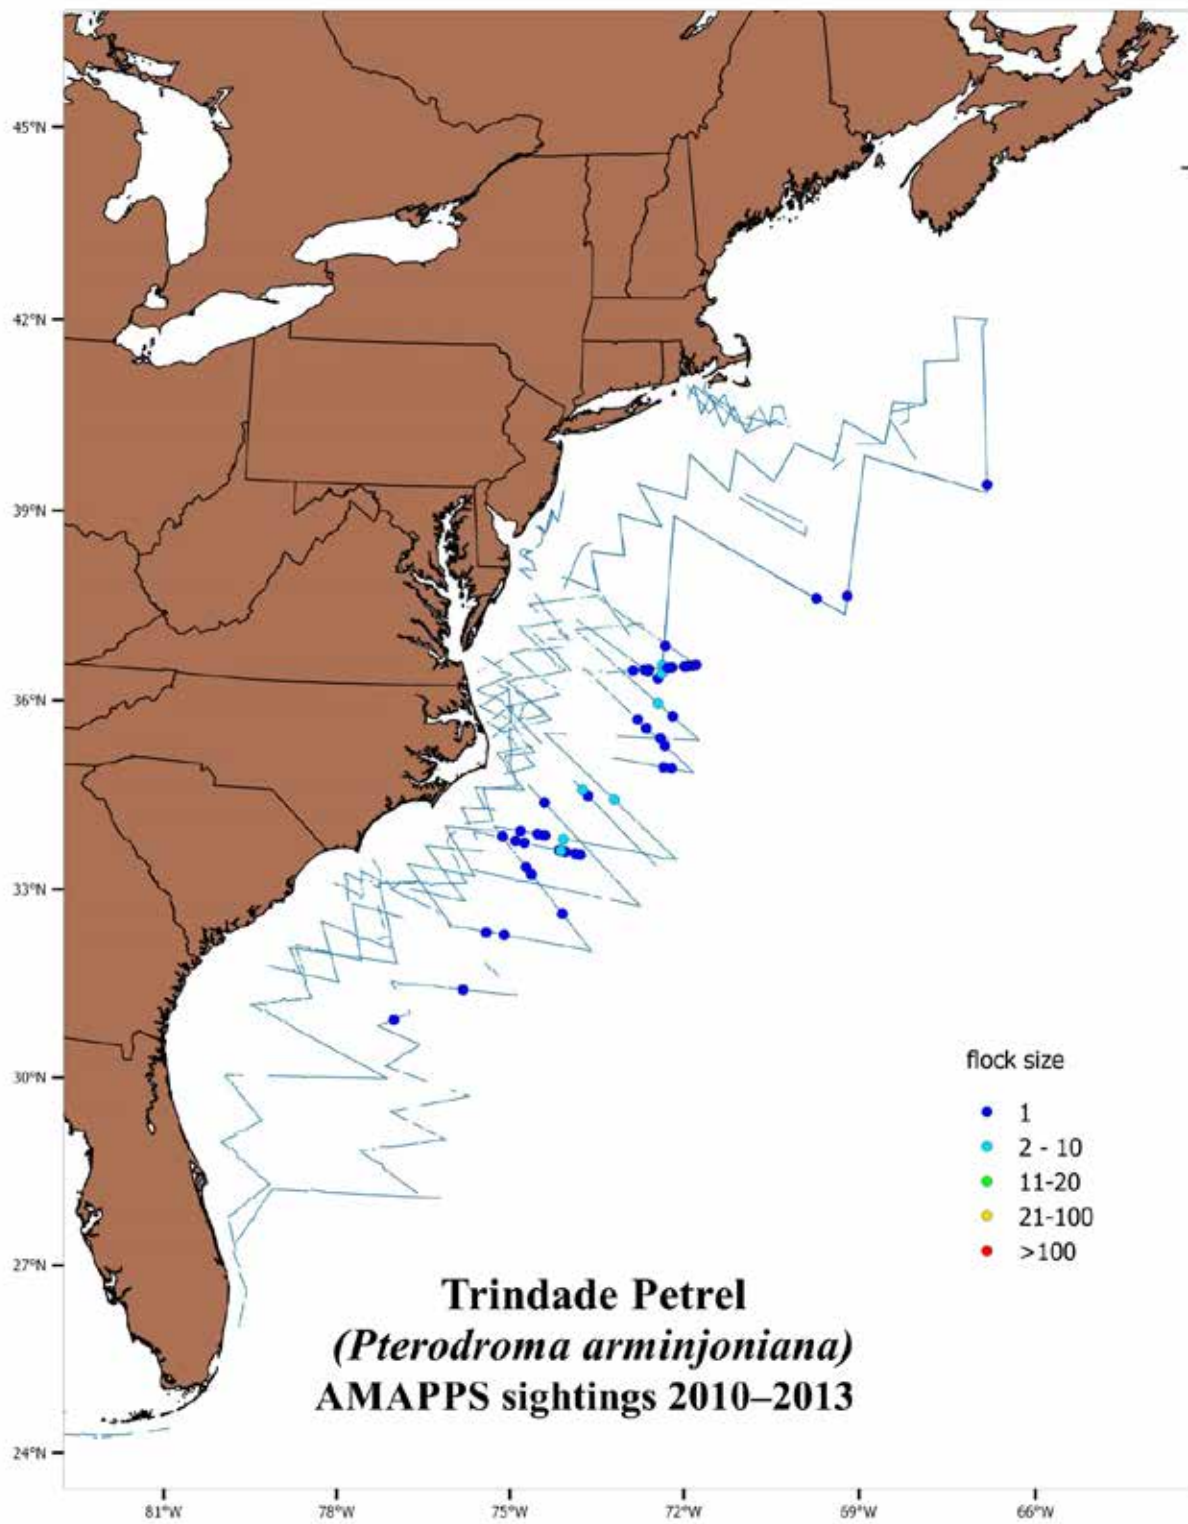 45°N
42°N
39°N
36°N
33°N
30°N
27°N
24°N
flock size
1
2 - 10
11-20
21-100
>100
Trindade Petrel
(Pterodroma arminjoniana)
AMAPPS sightings 2010–2013
81°W 78°W 75°W 72°W 69°W 66°W